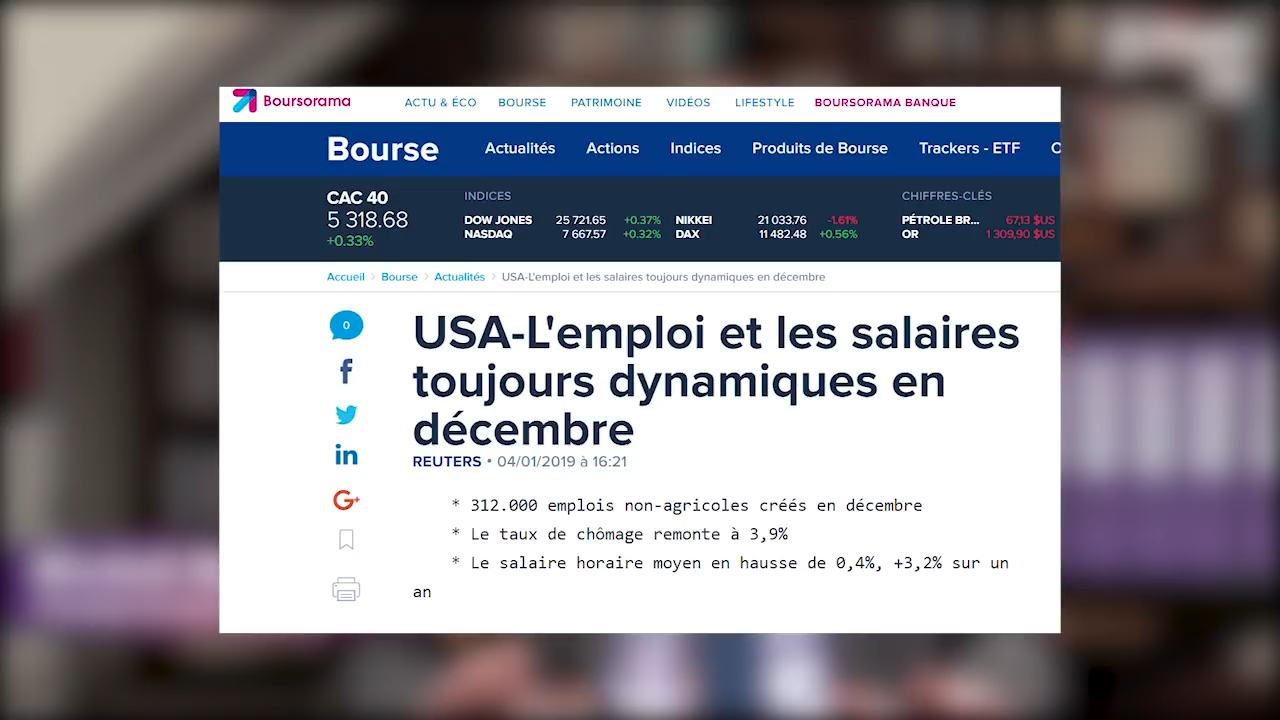 Boursorama
ACTU & ÉCO BOURSE PATRIMOINE VIDÉOS LIFESTYLE BOURSORAMA BANQUE
Bourse Actualités Actions Indices Produits de Bourse Trackers - ETF
CAC 40
5 318.68
+0.33%
INDICES
DOW JONES 25 721.65 +0.37% NIKKEI 21 033.76 -1.61%
NASDAQ 7 667.57 +0.32% DAX 11 482.48 +0.56%
CHIFFRES-CLÉS
PÉTROLE BR... 67,13 $US
OR 1 309,90 $US
Accueil > Bourse > Actualités > USA-L'emploi et les salaires toujours dynamiques en décembre
0
USA-L'emploi et les salaires
toujours dynamiques en
décembre
REUTERS • 04/01/2019 à 16:21
* 312.000 emplois non-agricoles créés en décembre
* Le taux de chômage remonte à 3,9%
* Le salaire horaire moyen en hausse de 0,4%, +3,2% sur un
an